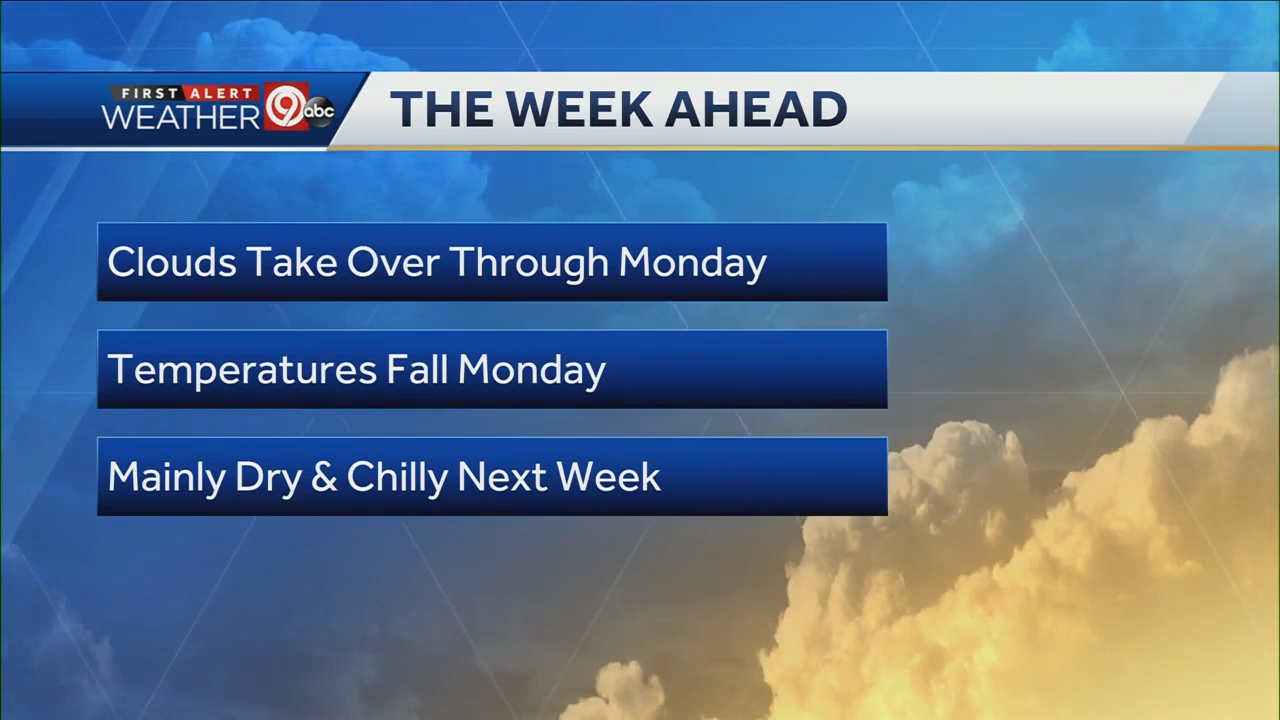 FIRST ALERT
WEATHER 9 abc
THE WEEK AHEAD
Clouds Take Over Through Monday
Temperatures Fall Monday
Mainly Dry & Chilly Next Week